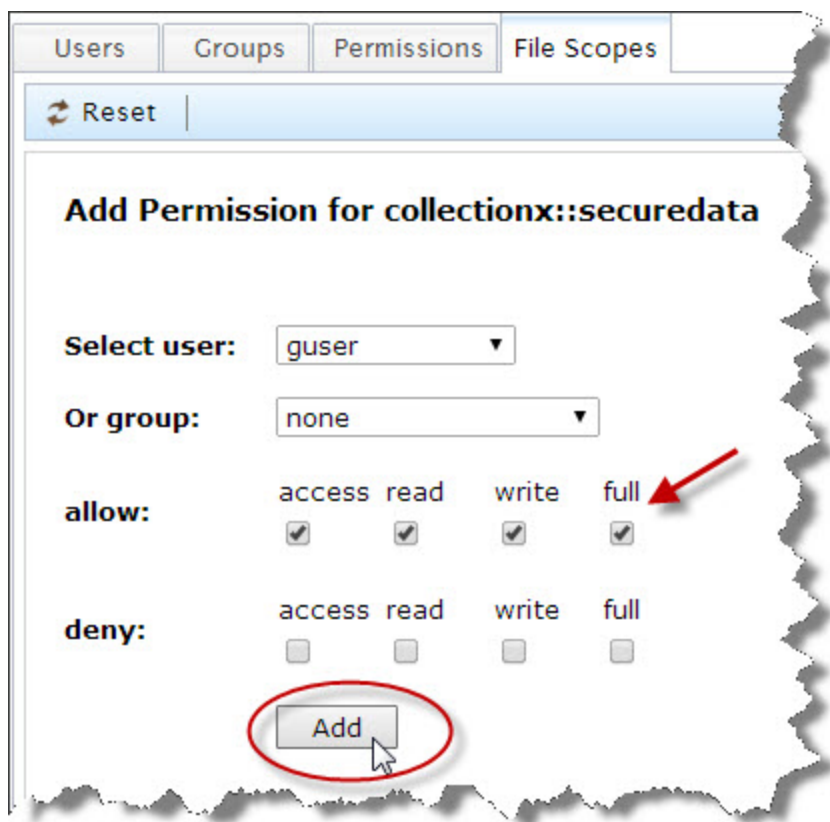 Users Groups Permissions File Scopes
Reset
Add Permission for collectionx::securedata
Select user: guser
Or group: none
access read write full
allow:
access read write full
deny:
Add